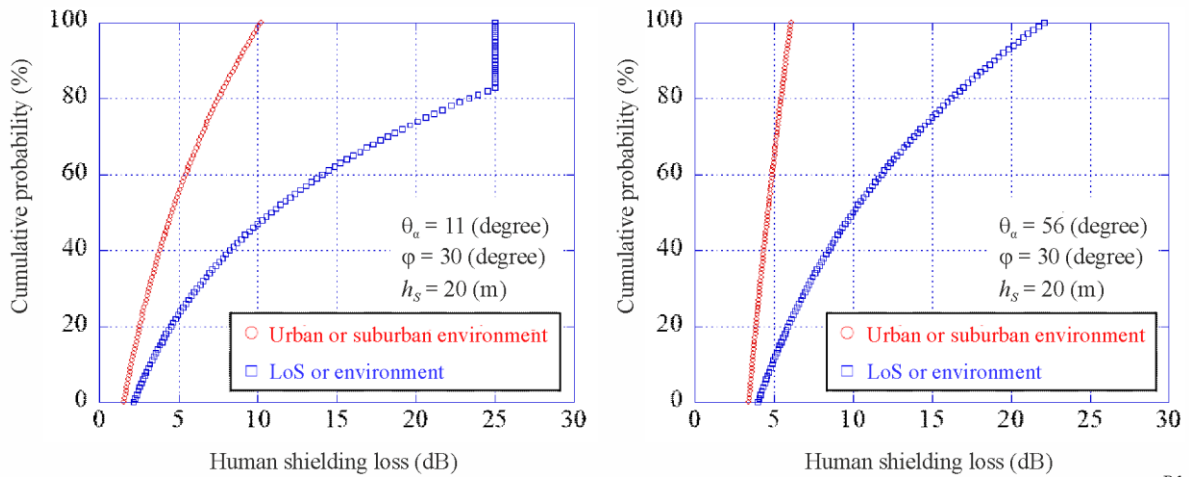 Cumulative probability (%)
100
80
60
40
20
0
θα = 11 (degree)
φ = 30 (degree)
hS = 20 (m)
Urban or suburban environment
LoS or environment
0 5 10 15 20 25 30
Human shielding loss (dB)
Cumulative probability (%)
100
80
60
40
20
0
θα = 56 (degree)
φ = 30 (degree)
hS = 20 (m)
Urban or suburban environment
LoS or environment
0 5 10 15 20 25 30
Human shielding loss (dB)